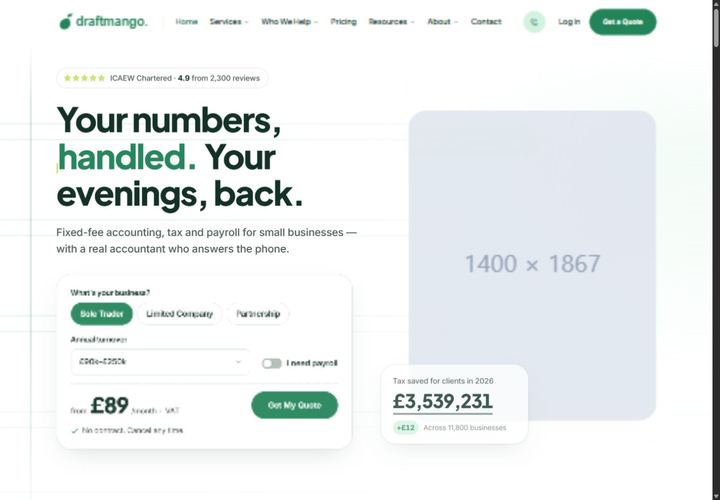 draftmango.
Home Services Who We Help Pricing Resources About Contact Log in Get a Quote
★★★★★ ICAEW Chartered · 4.9 from 2,300 reviews
Your numbers,
handled. Your
evenings, back.
Fixed-fee accounting, tax and payroll for small businesses —
with a real accountant who answers the phone.
What's your business?
Sole Trader Limited Company Partnership
Annual turnover
£90k–£250k I need payroll
from £89 /month · VAT
Get My Quote
No contract. Cancel any time.
1400 × 1867
Tax saved for clients in 2026
£3,539,231
+£12 Across 11,800 businesses